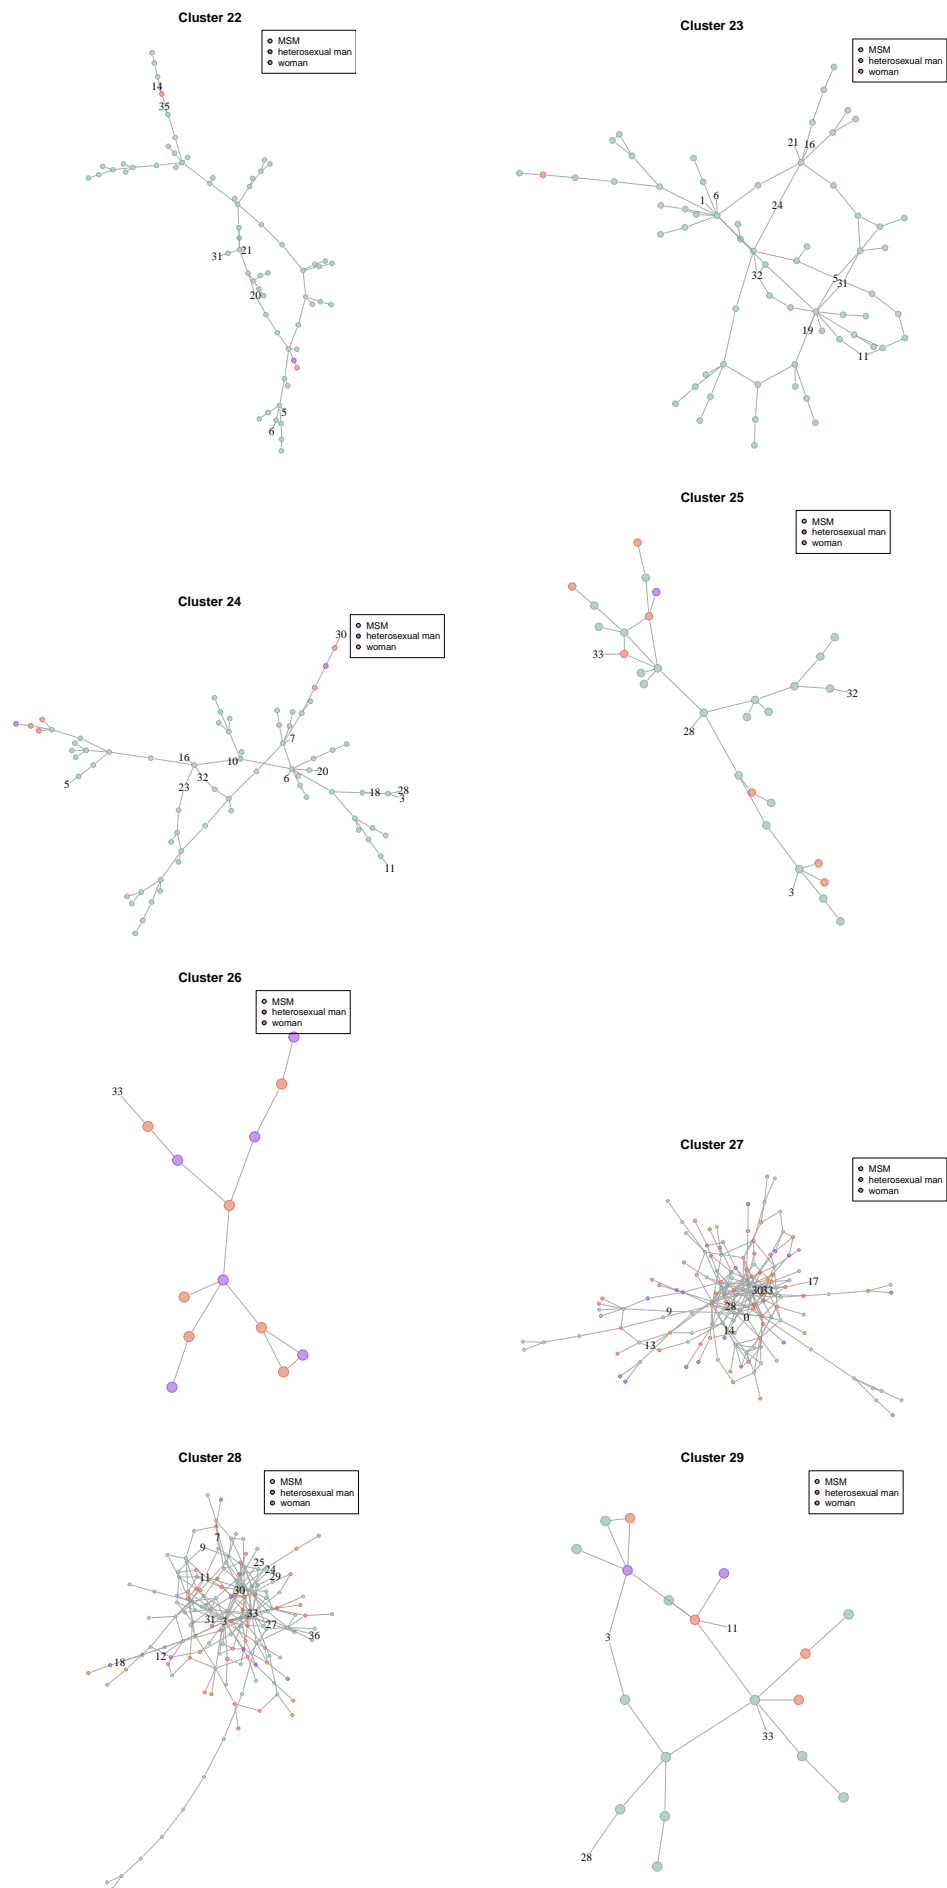 Cluster 22
MSM
heterosexual man
woman
14
35
31
21
20
5
6
Cluster 23
MSM
heterosexual man
woman
21
16
6
1
24
32
5
31
19
11
Cluster 24
MSM
heterosexual man
woman
30
7
16
10
32
6
20
5
23
18
28
3
11
Cluster 25
MSM
heterosexual man
woman
33
32
28
3
Cluster 26
MSM
heterosexual man
woman
33
Cluster 27
MSM
heterosexual man
woman
17
30
33
28
9
0
14
13
Cluster 28
MSM
heterosexual man
woman
7
9
25
24
11
29
30
33
31
3
27
36
12
18
Cluster 29
MSM
heterosexual man
woman
11
3
33
28